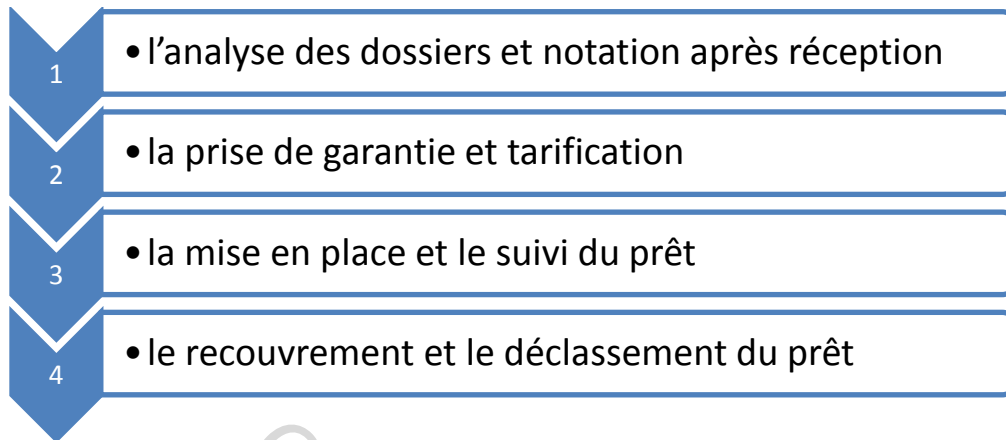 1
•l’analyse des dossiers et notation après réception
2
•la prise de garantie et tarification
3
•la mise en place et le suivi du prêt
4
•le recouvrement et le déclassement du prêt